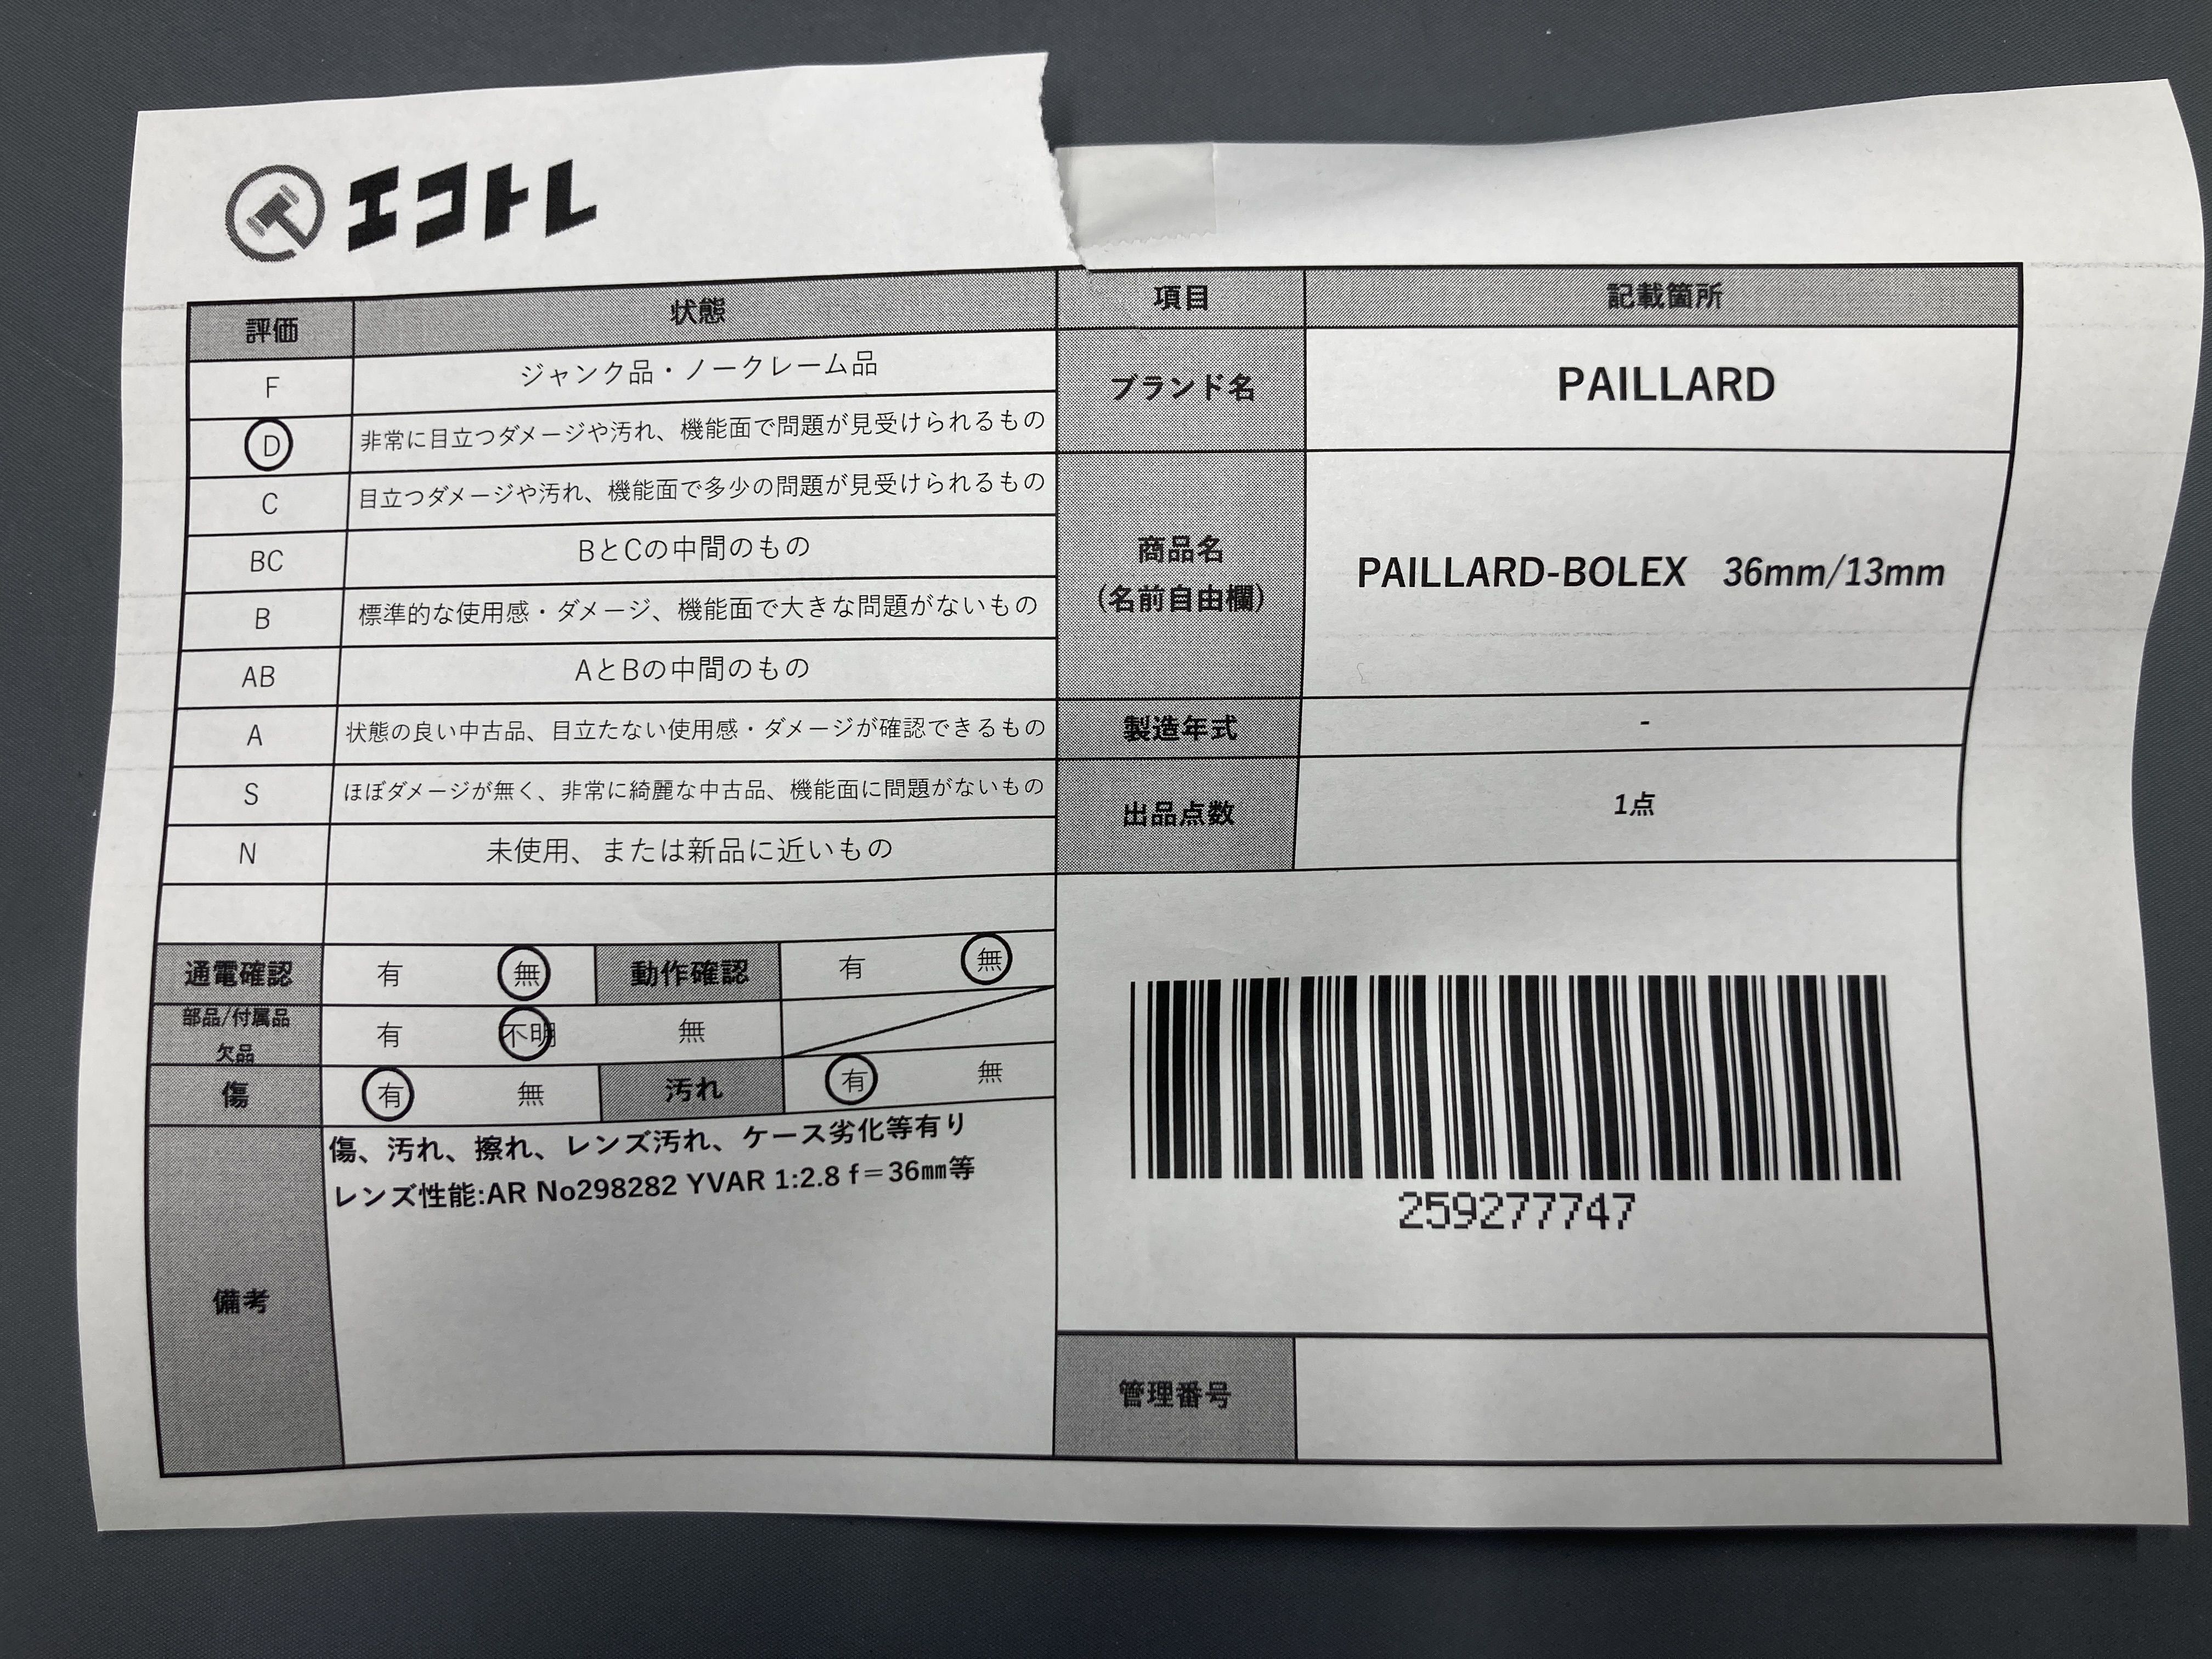 エコトレ
評価 状態
F ジャンク品・ノークレーム品
D 非常に目立つダメージや汚れ、機能面で問題が見受けられるもの
C 目立つダメージや汚れ、機能面で多少の問題が見受けられるもの
BC BとCの中間のもの
B 標準的な使用感・ダメージ、機能面で大きな問題がないもの
AB AとBの中間のもの
A 状態の良い中古品、目立たない使用感・ダメージが確認できるもの
S ほぼダメージが無く、非常に綺麗な中古品、機能面に問題がないもの
N 未使用、または新品に近いもの
通電確認 有 無 動作確認 有 無
部品/付属品
欠品 有 不明 無
傷 有 無 汚れ 有 無
備考
傷、汚れ、擦れ、レンズ汚れ、ケース劣化等有り
レンズ性能:AR No298282 YVAR 1:2.8 f＝36㎜等
項目 記載箇所
ブランド名 PAILLARD
商品名
(名前自由欄) PAILLARD-BOLEX 36mm/13mm
製造年式 -
出品点数 1点
259277747
管理番号